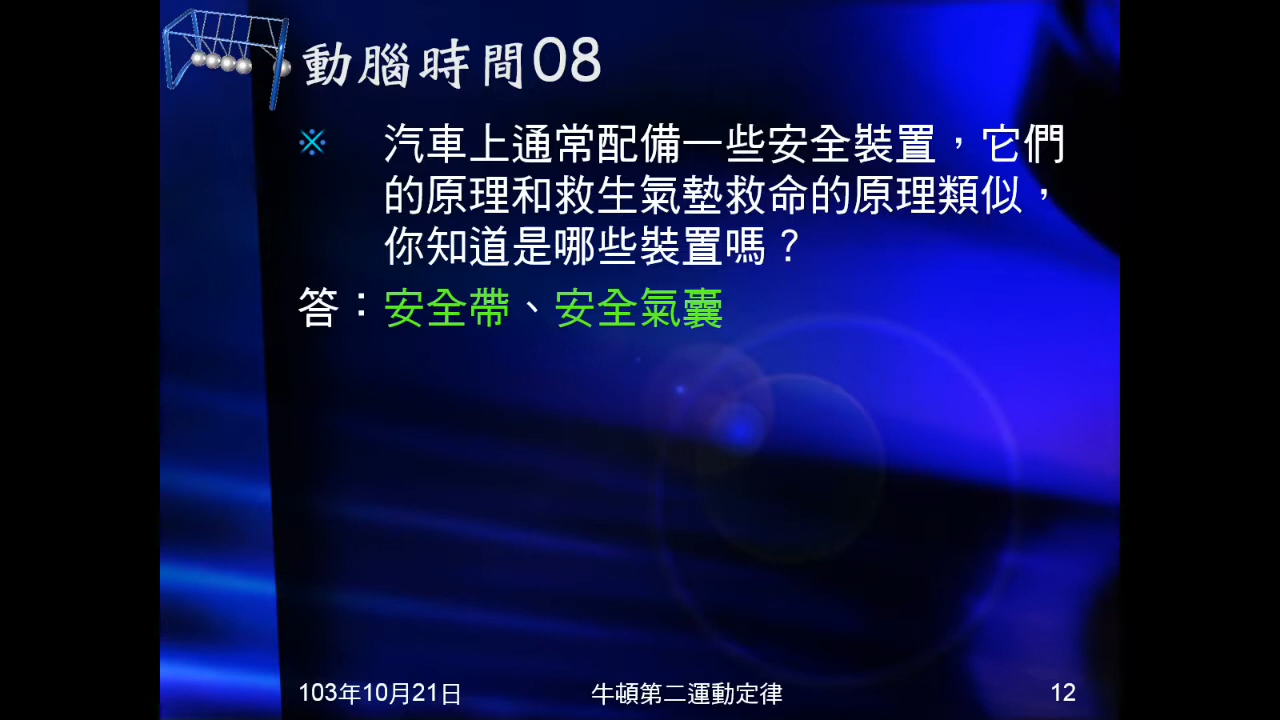 動腦時間08
※ 汽車上通常配備一些安全裝置，它們
的原理和救生氣墊救命的原理類似，
你知道是哪些裝置嗎？
答：安全帶、安全氣囊
103年10月21日 牛頓第二運動定律 12